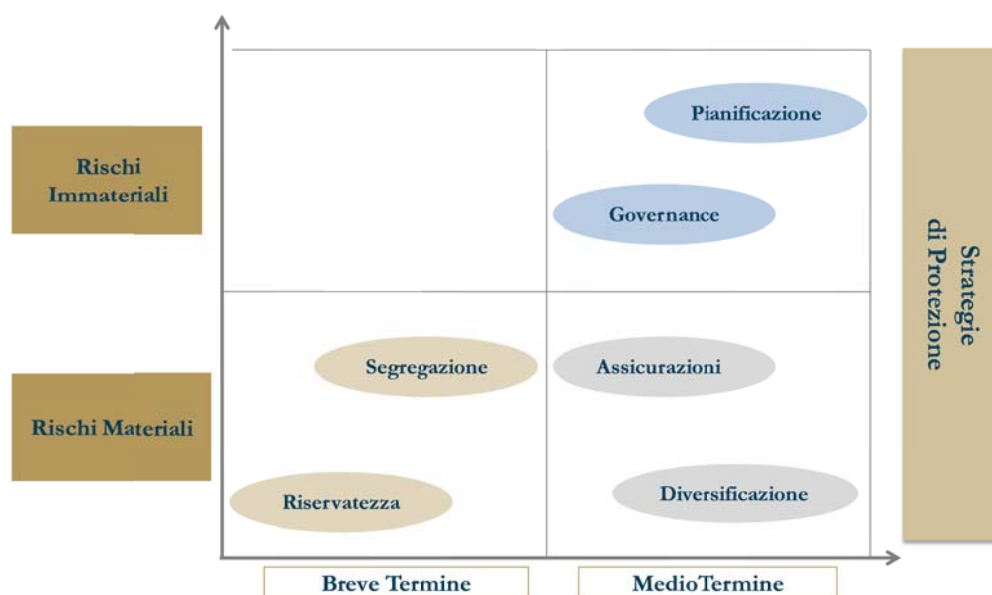 Pianificazione
Rischi
Immateriali
Governance
Strategie
di Protezione
Segregazione
Assicurazioni
Rischi Materiali
Riservatezza
Diversificazione
Breve Termine
MedioTermine